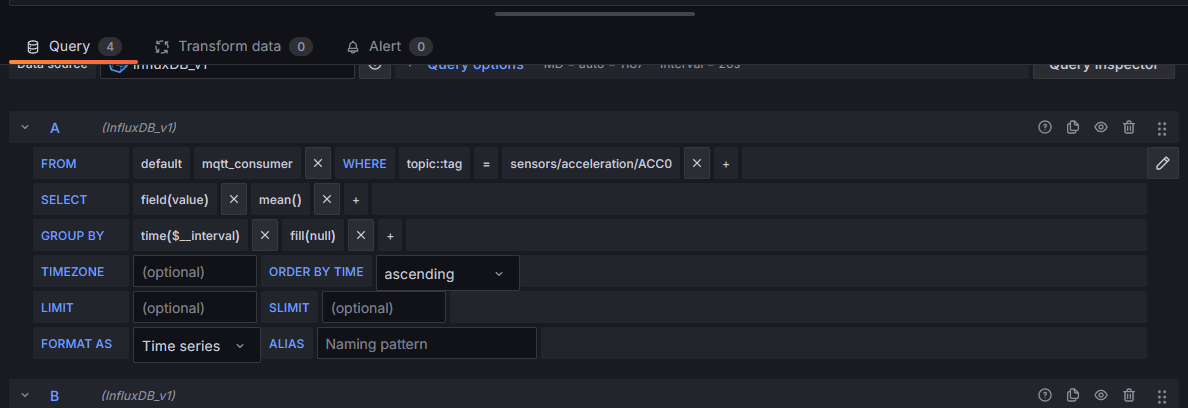 Query 4 Transform data 0 Alert 0
Data source InfluxDB_v1 Query options MD = auto = 1187 Interval = 20s Query inspector
A (InfluxDB_v1)
FROM default mqtt_consumer × WHERE topic::tag = sensors/acceleration/ACC0 × +
SELECT field(value) × mean() × +
GROUP BY time($__interval) × fill(null) × +
TIMEZONE (optional) ORDER BY TIME ascending
LIMIT (optional) SLIMIT (optional)
FORMAT AS Time series ALIAS Naming pattern
B (InfluxDB_v1)